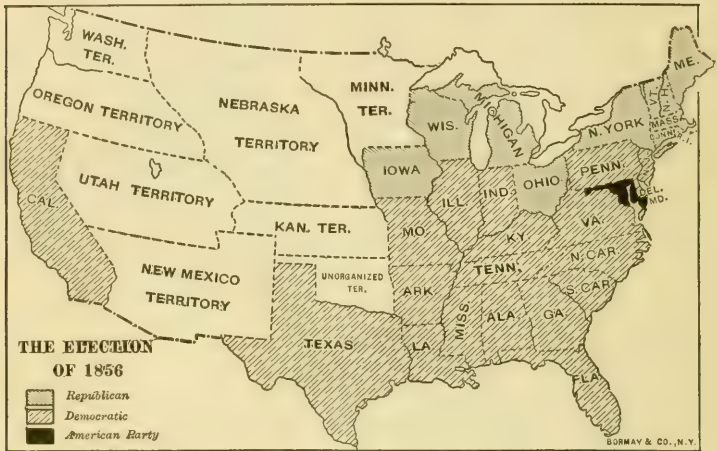 WASH.
TER.
OREGON TERRITORY
NEBRASKA
TERRITORY
MINN.
TER.
WIS.
MICHIGAN
ME.
VT.
N.H.
MASS.
CONN.
N.YORK
IOWA
UTAH TERRITORY
CAL.
KAN. TER.
ILL.
IND.
OHIO
PENN.
DEL.
MD.
MO.
KY.
VA.
NEW MEXICO
TERRITORY
UNORGANIZED
TER.
ARK.
TENN.
N.CAR.
S.CAR.
MISS.
ALA.
GA.
TEXAS
LA.
FLA.
THE ELECTION
OF 1856
Republican
Democratic
American Party
BORMAY & CO., N.Y.